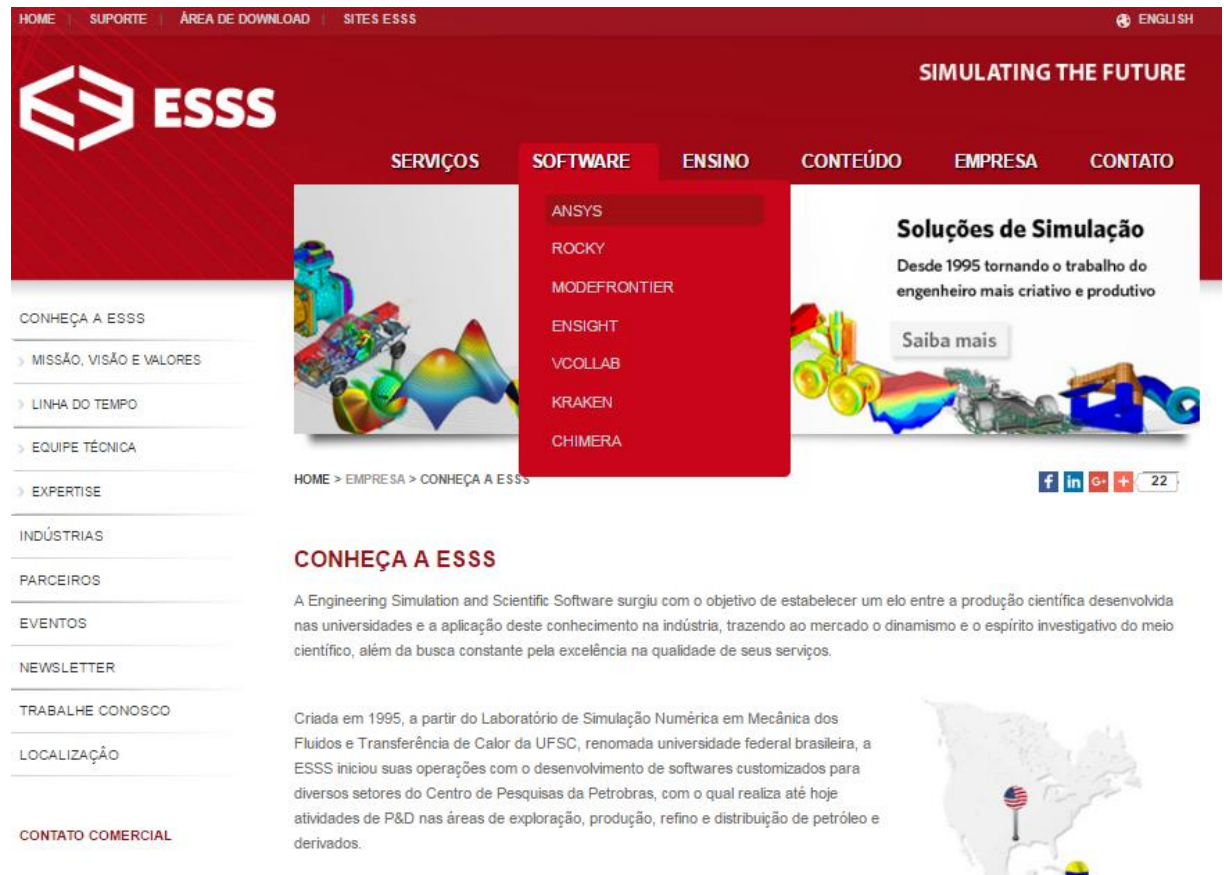 HOME | SUPORTE | ÁREA DE DOWNLOAD | SITES ESSS
ENGLISH
SIMULATING THE FUTURE
ESSS
SERVIÇOS SOFTWARE ENSINO CONTEÚDO EMPRESA CONTATO
ANSYS
ROCKY
MODEFRONTIER
ENSIGHT
VCOLLAB
KRAKEN
CHIMERA
Soluções de Simulação
Desde 1995 tornando o trabalho do
engenheiro mais criativo e produtivo
Saiba mais
CONHEÇA A ESSS
MISSÃO, VISÃO E VALORES
LINHA DO TEMPO
EQUIPE TÉCNICA
EXPERTISE
INDÚSTRIAS
PARCEIROS
EVENTOS
NEWSLETTER
TRABALHE CONOSCO
LOCALIZAÇÃO
CONTATO COMERCIAL
HOME > EMPRESA > CONHEÇA A ESSS
f in G+ + 22
CONHEÇA A ESSS
A Engineering Simulation and Scientific Software surgiu com o objetivo de estabelecer um elo entre a produção científica desenvolvida
nas universidades e a aplicação deste conhecimento na indústria, trazendo ao mercado o dinamismo e o espírito investigativo do meio
científico, além da busca constante pela excelência na qualidade de seus serviços.
Criada em 1995, a partir do Laboratório de Simulação Numérica em Mecânica dos
Fluidos e Transferência de Calor da UFSC, renomada universidade federal brasileira, a
ESSS iniciou suas operações com o desenvolvimento de softwares customizados para
diversos setores do Centro de Pesquisas da Petrobras, com o qual realiza até hoje
atividades de P&D nas áreas de exploração, produção, refino e distribuição de petróleo e
derivados.